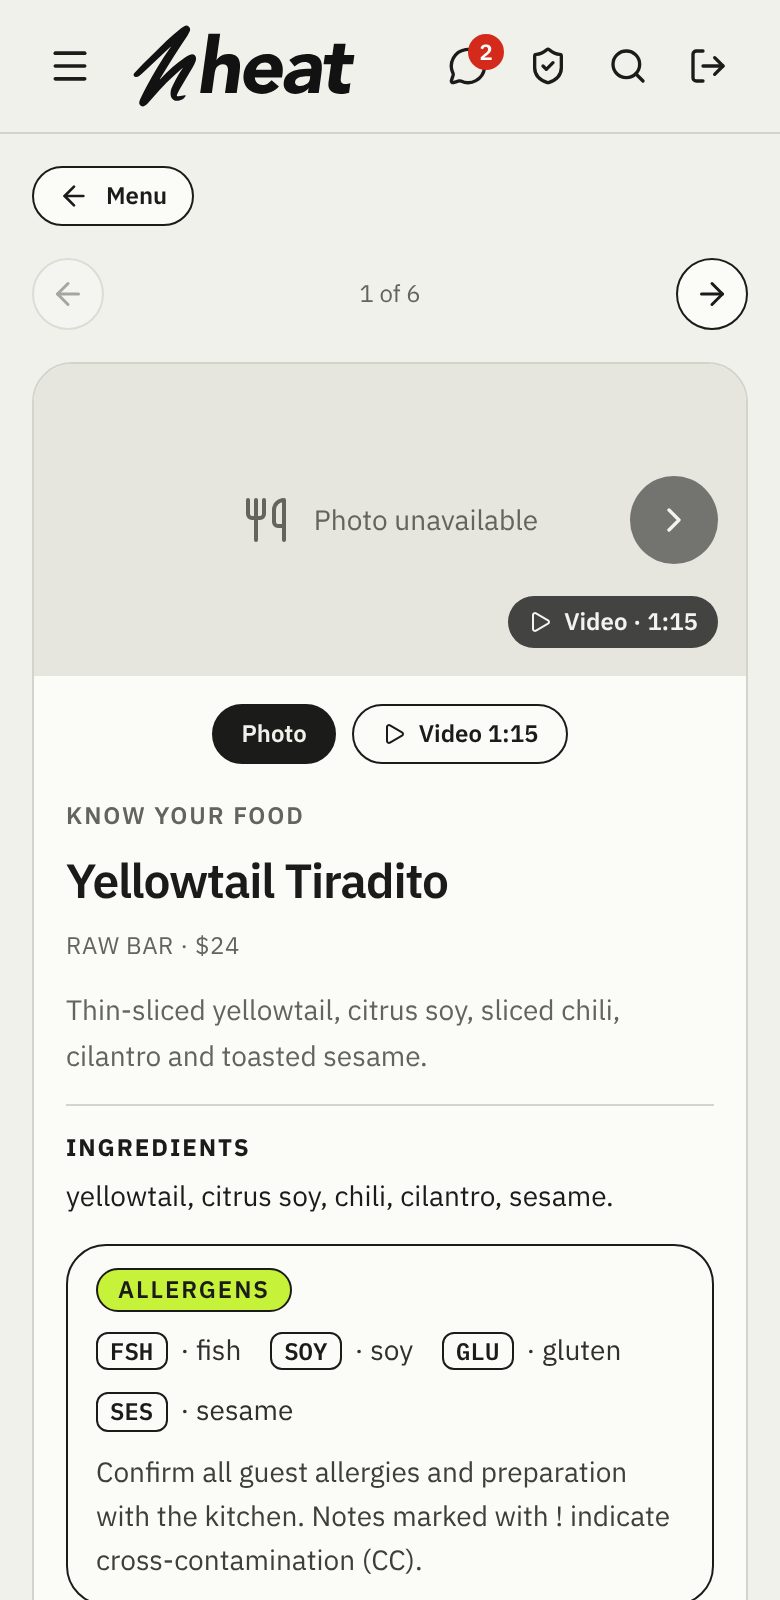 heat
2
Menu
1 of 6
Photo unavailable
Video · 1:15
Photo
Video 1:15
KNOW YOUR FOOD
Yellowtail Tiradito
RAW BAR · $24
Thin-sliced yellowtail, citrus soy, sliced chili,
cilantro and toasted sesame.
INGREDIENTS
yellowtail, citrus soy, chili, cilantro, sesame.
ALLERGENS
FSH · fish SOY · soy GLU · gluten
SES · sesame
Confirm all guest allergies and preparation
with the kitchen. Notes marked with ! indicate
cross-contamination (CC).